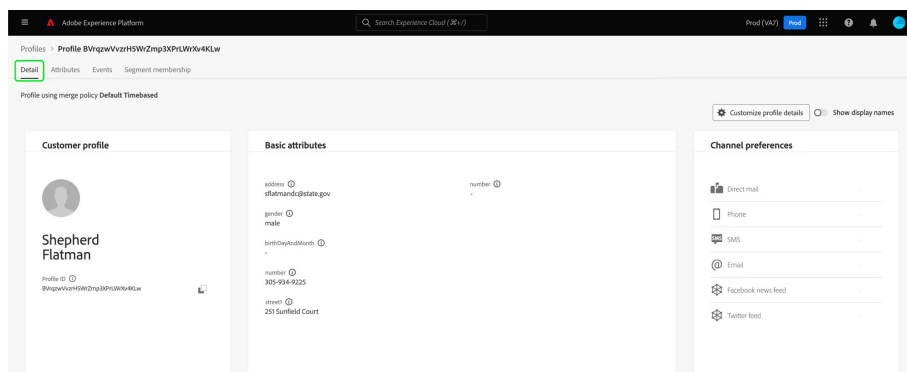 Adobe Experience Platform
Search Experience Cloud (⌘+/)
Prod (VA7) Prod
Profiles > Profile BVrqzwVvzrH5WrZmp3XPrLWrXv4KLw
Detail Attributes Events Segment membership
Profile using merge policy Default Timebased
Customize profile details Show display names
Customer profile
Shepherd
Flatman
Profile ID
BVrqzwVvzrH5WrZmp3XPrLWrXv4KLw
Basic attributes
address
sflatmandc@state.gov
number
-
gender
male
birthDayAndMonth
-
number
305-934-9225
street1
251 Sunfield Court
Channel preferences
Direct mail -
Phone -
SMS SMS -
Email -
Facebook news feed -
Twitter feed -